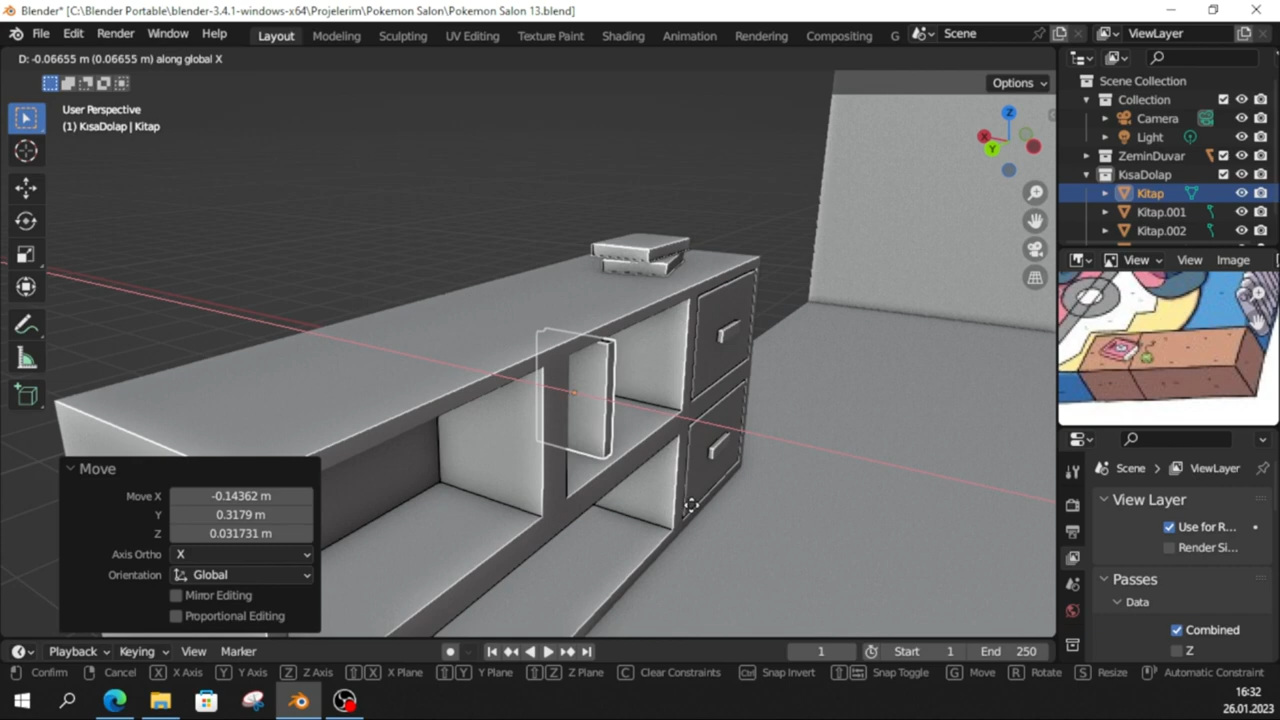 Blender* [C:\Blender Portable\blender-3.4.1-windows-x64\Projelerim\Pokemon Salon\Pokemon Salon 13.blend]
File Edit Render Window Help Layout Modeling Sculpting UV Editing Texture Paint Shading Animation Rendering Compositing G Scene ViewLayer
D: -0.06655 m (0.06655 m) along global X
Options
User Perspective
(1) KısaDolap | Kitap
Z
X
Y
Scene Collection
Collection
Camera
Light
ZeminDuvar
KısaDolap
Kitap
Kitap.001
Kitap.002
View View Image
Move
Move X -0.14362 m
Y 0.3179 m
Z 0.031731 m
Axis Ortho X
Orientation Global
Mirror Editing
Proportional Editing
Scene ViewLayer
View Layer
Use for R...
Render Si...
Passes
Data
Combined
Z
Playback Keying View Marker 1 Start 1 End 250
Confirm Cancel X X Axis Y Y Axis Z Z Axis X X Plane Y Y Plane Z Z Plane C Clear Constraints Ctrl Snap Invert Snap Toggle G Move R Rotate S Resize Automatic Constraint
16:32
26.01.2023